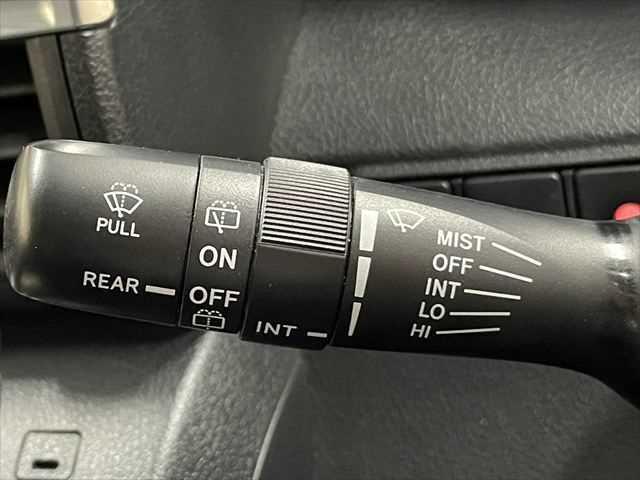 PULL
REAR
ON
OFF
INT
MIST
OFF
INT
LO
HI